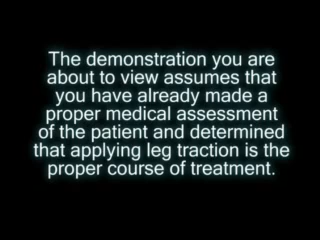 The demonstration you are
about to view assumes that
you have already made a
proper medical assessment
of the patient and determined
that applying leg traction is the
proper course of treatment.